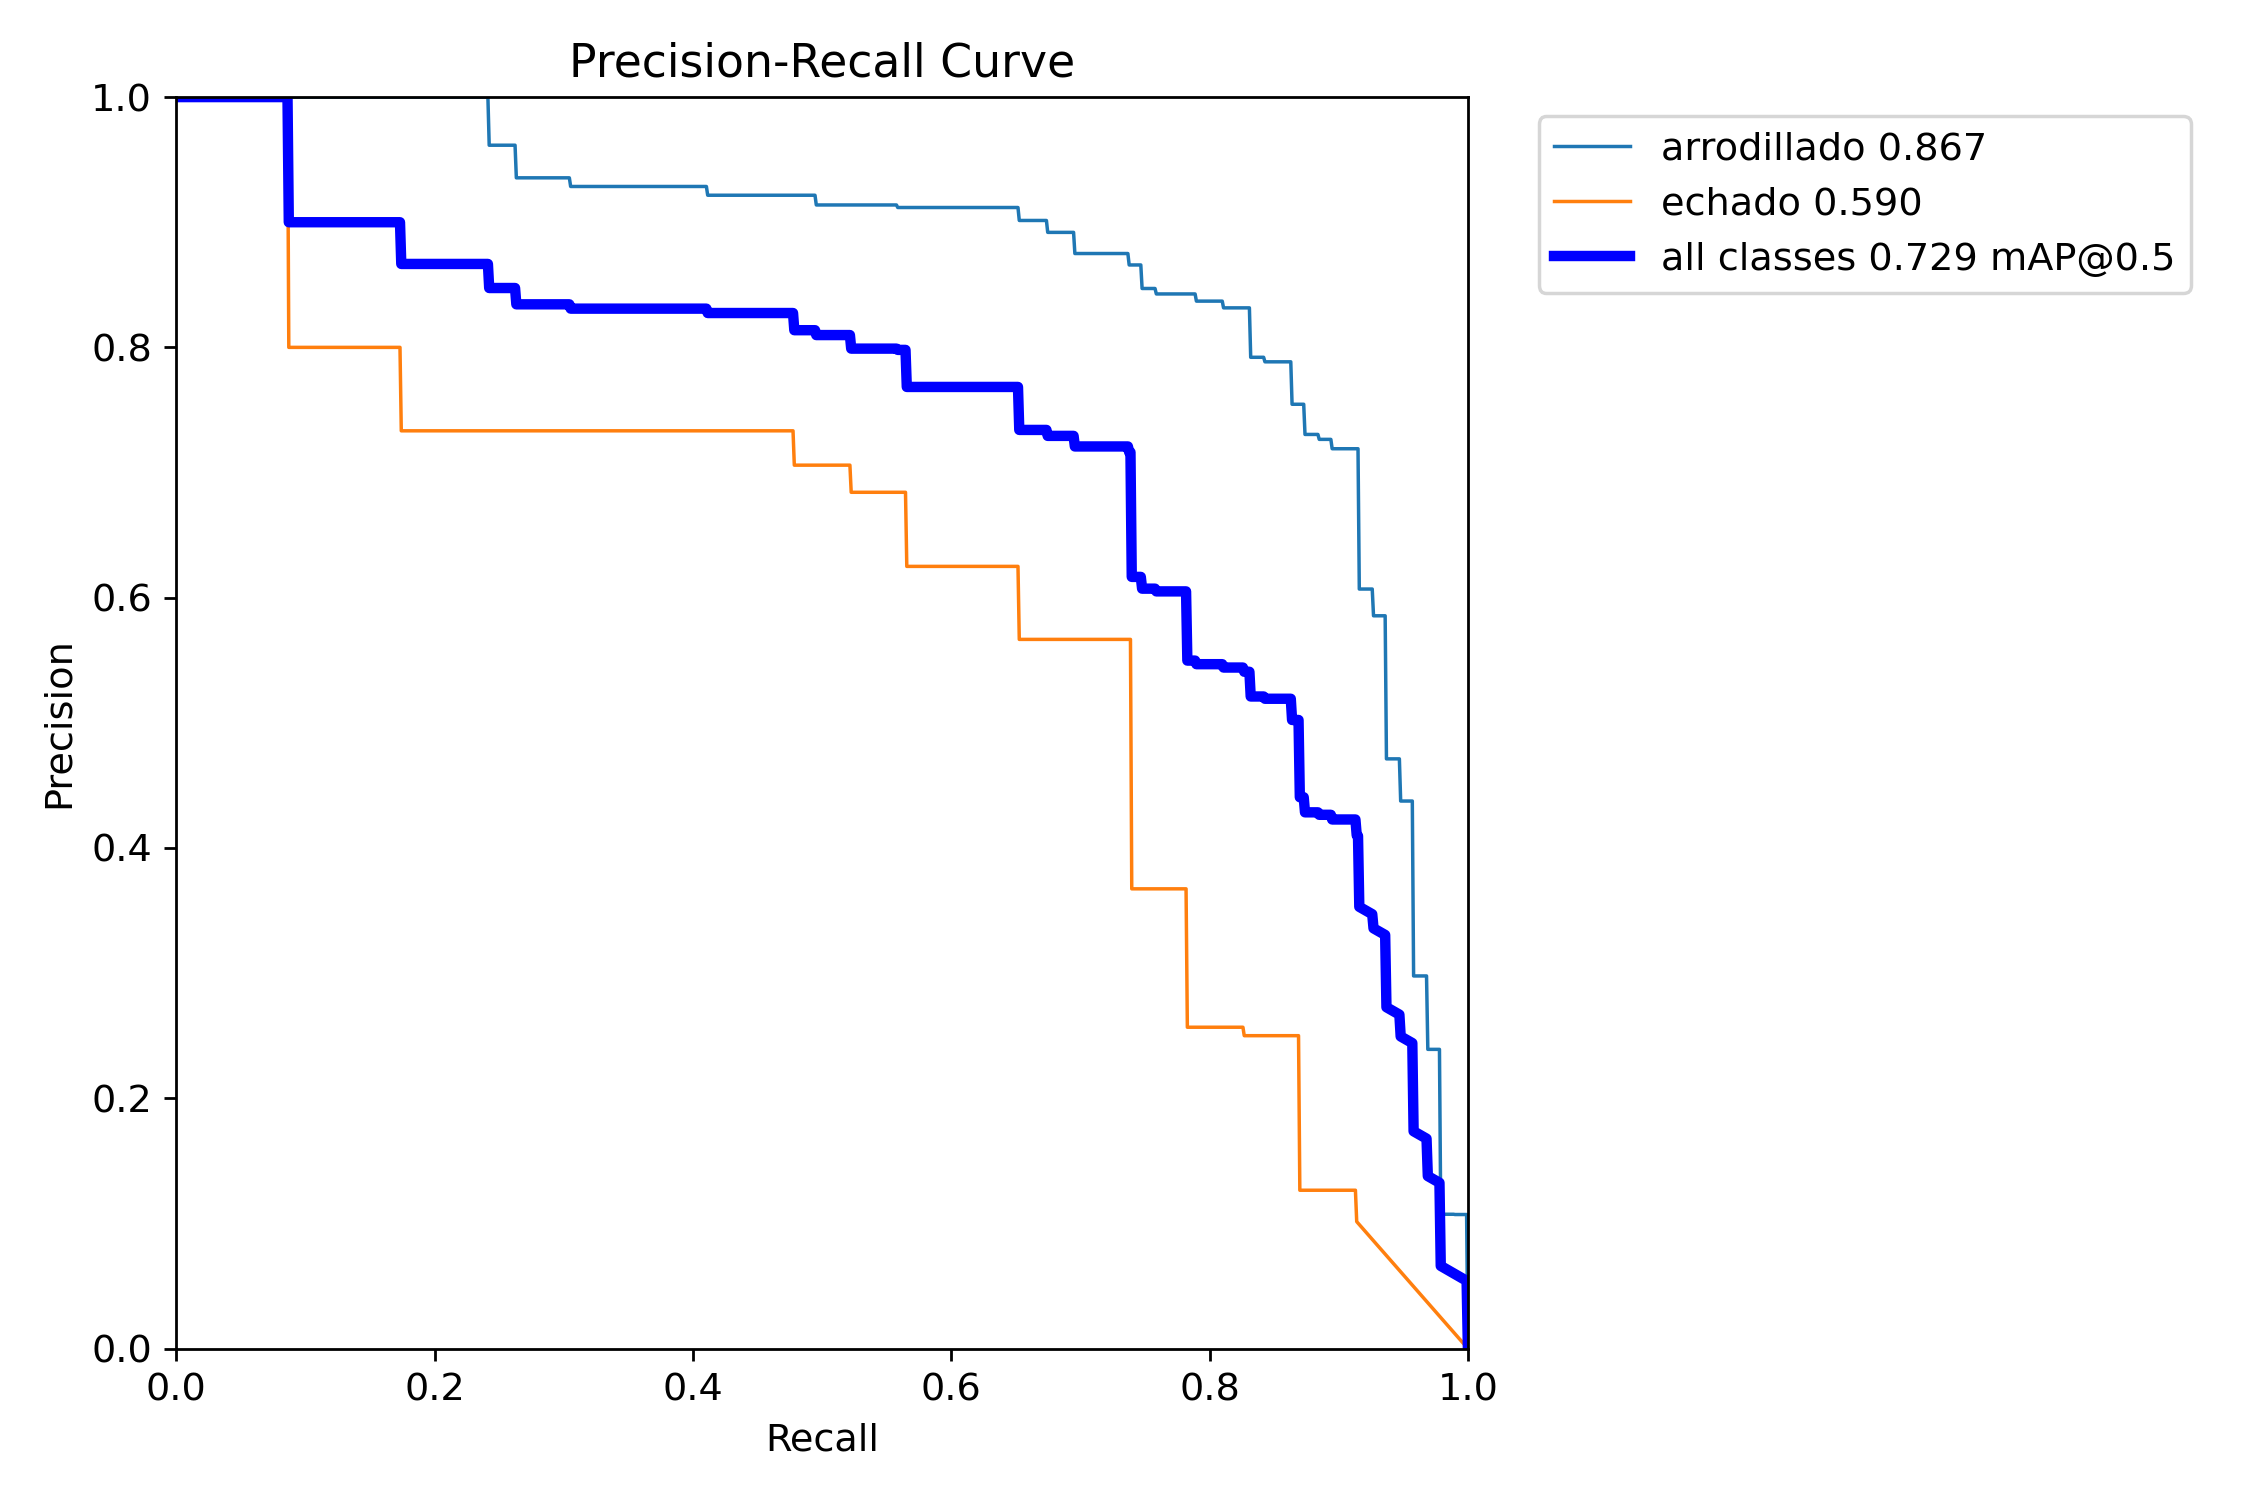 Precision-Recall Curve
1.0
0.8
0.6
0.4
0.2
0.0
Precision
0.0 0.2 0.4 0.6 0.8 1.0
Recall
arrodillado 0.867
echado 0.590
all classes 0.729 mAP@0.5